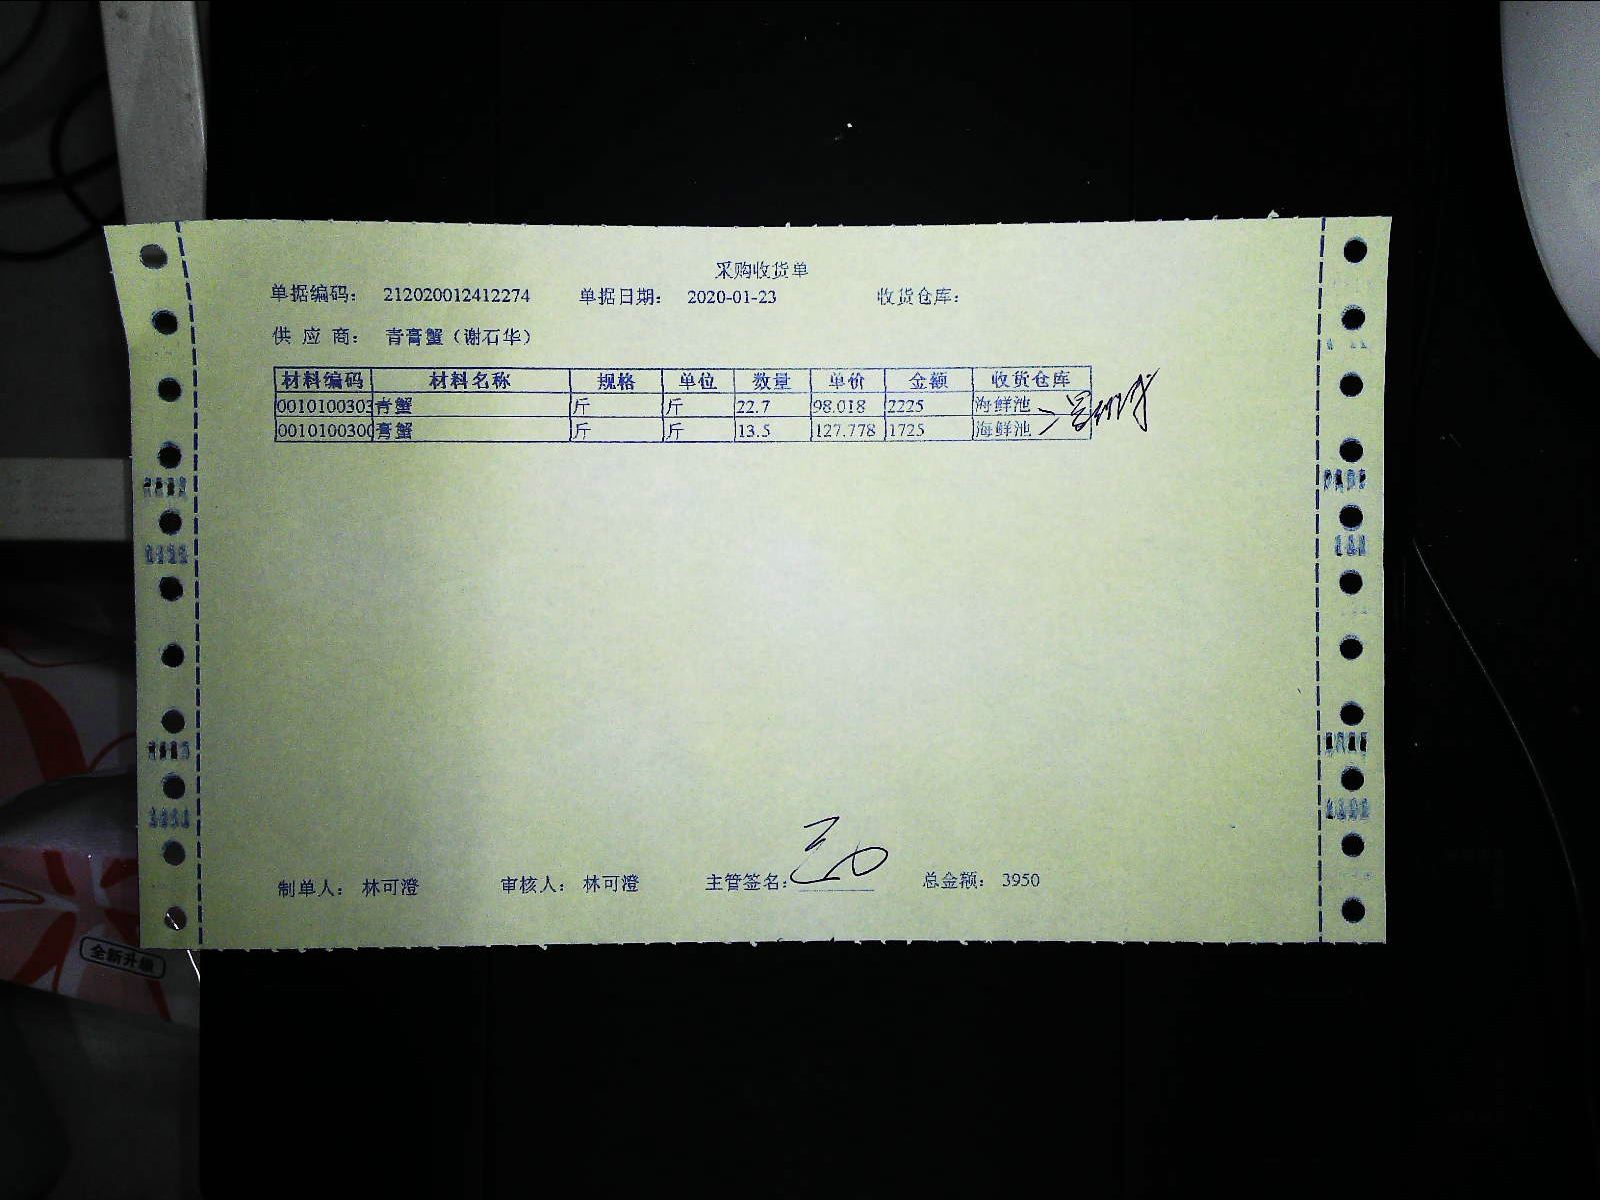 采购收货单
单据编码： 212020012412274 单据日期： 2020-01-23 收货仓库：
供 应 商： 青膏蟹（谢石华）
材料编码 材料名称 规格 单位 数量 单价 金额 收货仓库
0010100303 青蟹 斤 斤 22.7 98.018 2225 海鲜池
0010100300 膏蟹 斤 斤 13.5 127.778 1725 海鲜池
制单人： 林可澄 审核人： 林可澄 主管签名： 总金额： 3950
全新升级